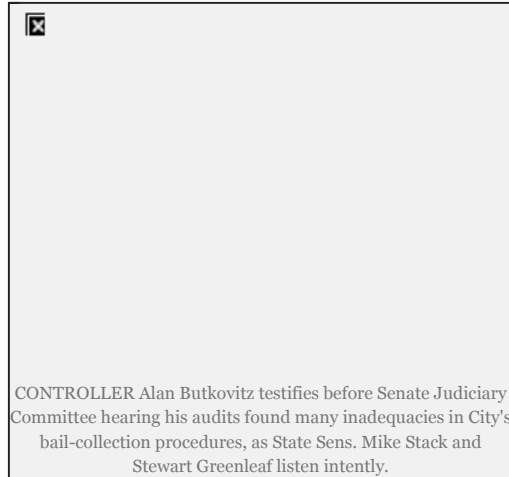 CONTROLLER Alan Butkovitz testifies before Senate Judiciary
Committee hearing his audits found many inadequacies in City's
bail-collection procedures, as State Sens. Mike Stack and
Stewart Greenleaf listen intently.